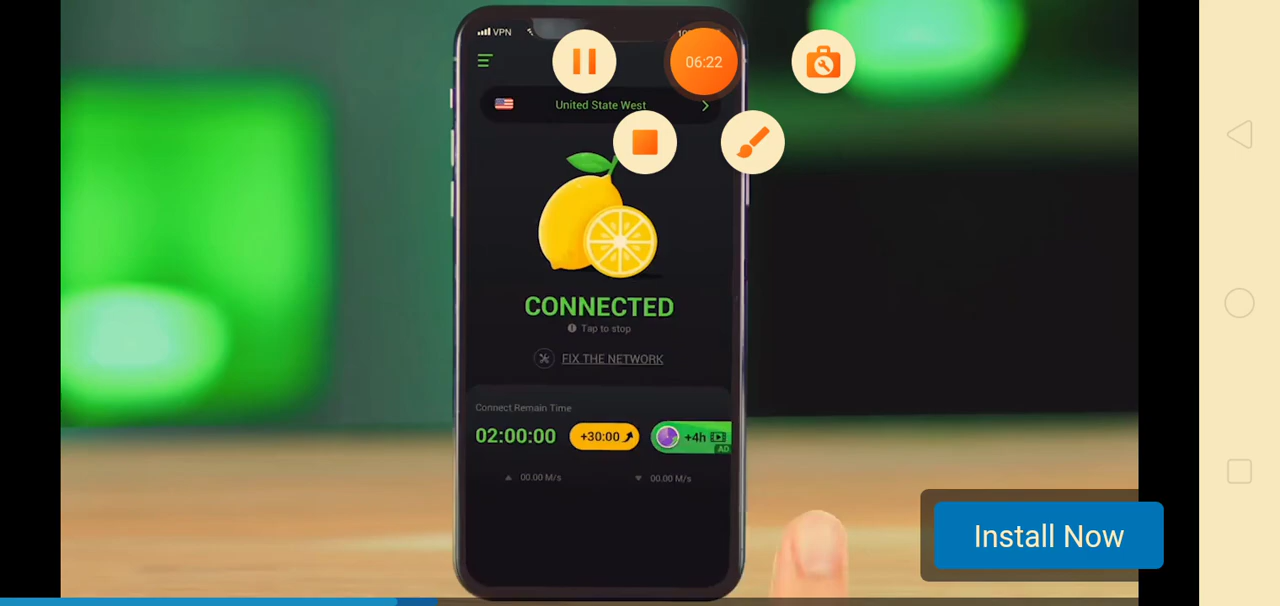 VPN
06:22
United State West
CONNECTED
Tap to stop
FIX THE NETWORK
Connect Remain Time
02:00:00
+30:00
+4h
AD
00.00 M/s
00.00 M/s
Install Now